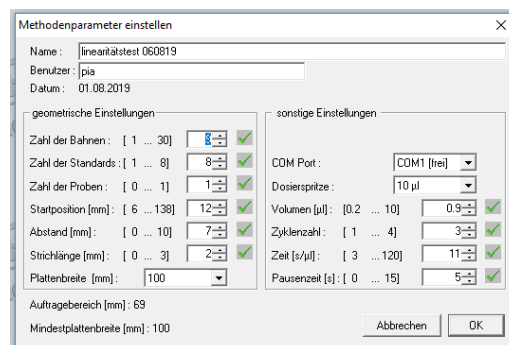 Methodenparameter einstellen
Name : linearitätstest 060819
Benutzer : pia
Datum : 01.08.2019
geometrische Einstellungen
Zahl der Bahnen : [ 1 ... 30]
Zahl der Standards : [ 1 ... 8] 8
Zahl der Proben : [ 0 ... 1] 1
Startposition [mm] : [ 6 ... 138] 12
Abstand [mm] : [ 0 ... 10] 7
Strichlänge [mm] : [ 0 ... 3] 2
Plattenbreite [mm] : 100
sonstige Einstellungen
COM Port : COM1 (frei)
Dosierspritze : 10 µl
Volumen [µl] : [0.2 ... 10] 0.9
Zyklenzahl : [ 1 ... 4] 3
Zeit [s/µl] : [ 3 ... 120] 11
Pausenzeit [s] : [ 0 ... 15] 5
Auftragebereich [mm] : 69
Mindestplattenbreite [mm] : 100
Abbrechen OK